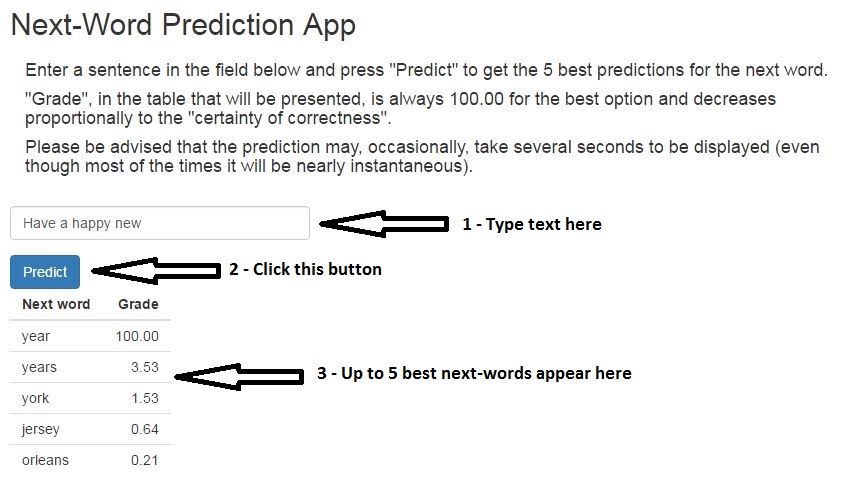 Next-Word Prediction App
Enter a sentence in the field below and press "Predict" to get the 5 best predictions for the next word.
"Grade", in the table that will be presented, is always 100.00 for the best option and decreases
proportionally to the "certainty of correctness".
Please be advised that the prediction may, occasionally, take several seconds to be displayed (even
though most of the times it will be nearly instantaneous).
Have a happy new
1 - Type text here
Predict
2 - Click this button
Next word Grade
year 100.00
years 3.53
3 - Up to 5 best next-words appear here
york 1.53
jersey 0.64
orleans 0.21